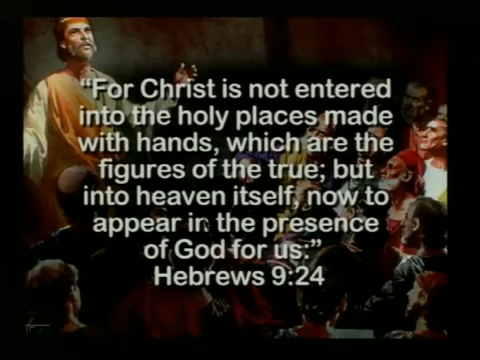 “For Christ is not entered
into the holy places made
with hands, which are the
figures of the true; but
into heaven itself, now to
appear in the presence
of God for us:”
Hebrews 9:24